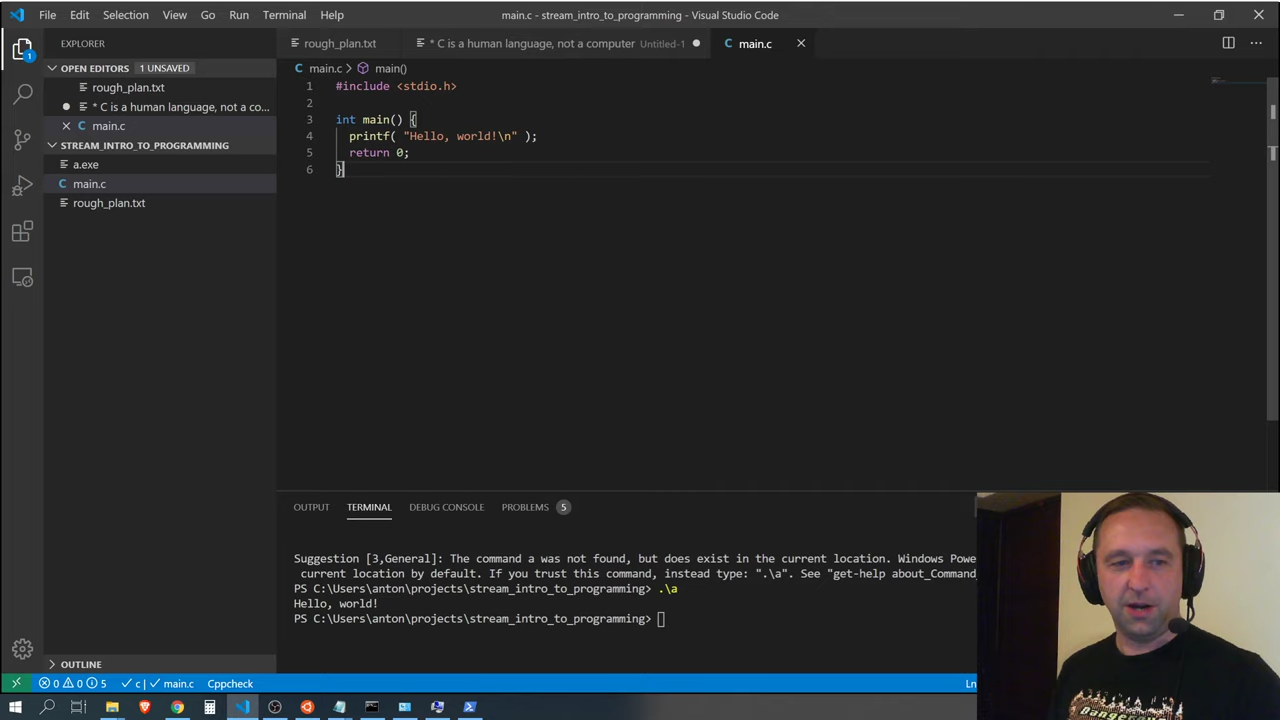 File Edit Selection View Go Run Terminal Help
main.c - stream_intro_to_programming - Visual Studio Code
EXPLORER
1
OPEN EDITORS 1 UNSAVED
rough_plan.txt
* C is a human language, not a co...
main.c
STREAM_INTRO_TO_PROGRAMMING
a.exe
main.c
rough_plan.txt
OUTLINE
rough_plan.txt * C is a human language, not a computer Untitled-1 main.c
main.c > main()
1 #include <stdio.h>
2
3 int main() {
4 printf( "Hello, world!\n" );
5 return 0;
6 }
OUTPUT TERMINAL DEBUG CONSOLE PROBLEMS 5
Suggestion [3,General]: The command a was not found, but does exist in the current location. Windows Powe
current location by default. If you trust this command, instead type: ".\a". See "get-help about_Command_
PS C:\Users\anton\projects\stream_intro_to_programming> .\a
Hello, world!
PS C:\Users\anton\projects\stream_intro_to_programming>
0 0 5 c main.c Cppcheck Ln